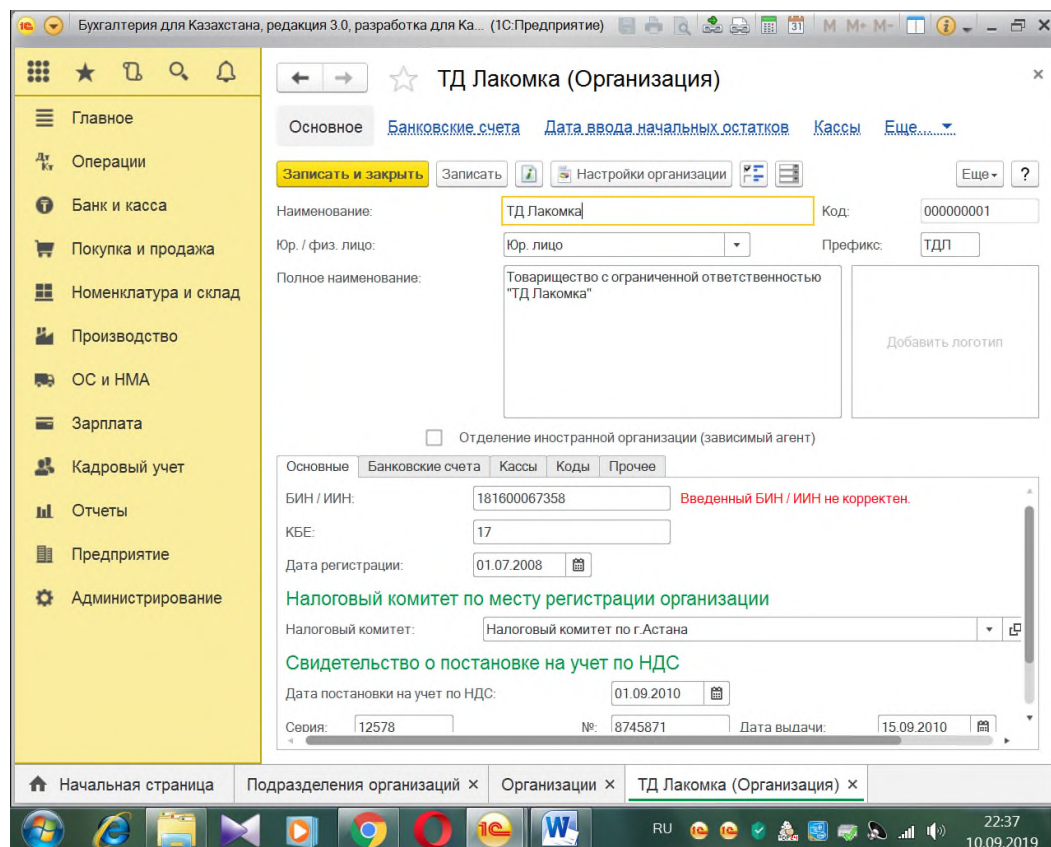 Бухгалтерия для Казахстана, редакция 3.0, разработка для Ка... (1С:Предприятие)
M M+ M-
31
ТД Лакомка (Организация)
Основное Банковские счета Дата ввода начальных остатков Кассы Еще...
Записать и закрыть Записать Настройки организации Еще ?
Главное
Операции
Банк и касса
Покупка и продажа
Номенклатура и склад
Производство
ОС и НМА
Зарплата
Кадровый учет
Отчеты
Предприятие
Администрирование
Наименование: ТД Лакомка Код: 000000001
Юр. / физ. лицо: Юр. лицо Префикс: ТДЛ
Полное наименование: Товарищество с ограниченной ответственностью
"ТД Лакомка"
Добавить логотип
Отделение иностранной организации (зависимый агент)
Основные Банковские счета Кассы Коды Прочее
БИН / ИИН: 181600067358 Введенный БИН / ИИН не корректен.
КБЕ: 17
Дата регистрации: 01.07.2008
Налоговый комитет по месту регистрации организации
Налоговый комитет: Налоговый комитет по г.Астана
Свидетельство о постановке на учет по НДС
Дата постановки на учет по НДС: 01.09.2010
Серия: 12578 №: 8745871 Дата выдачи: 15.09.2010
Начальная страница Подразделения организаций × Организации × ТД Лакомка (Организация) ×
RU 22:37
10.09.2019